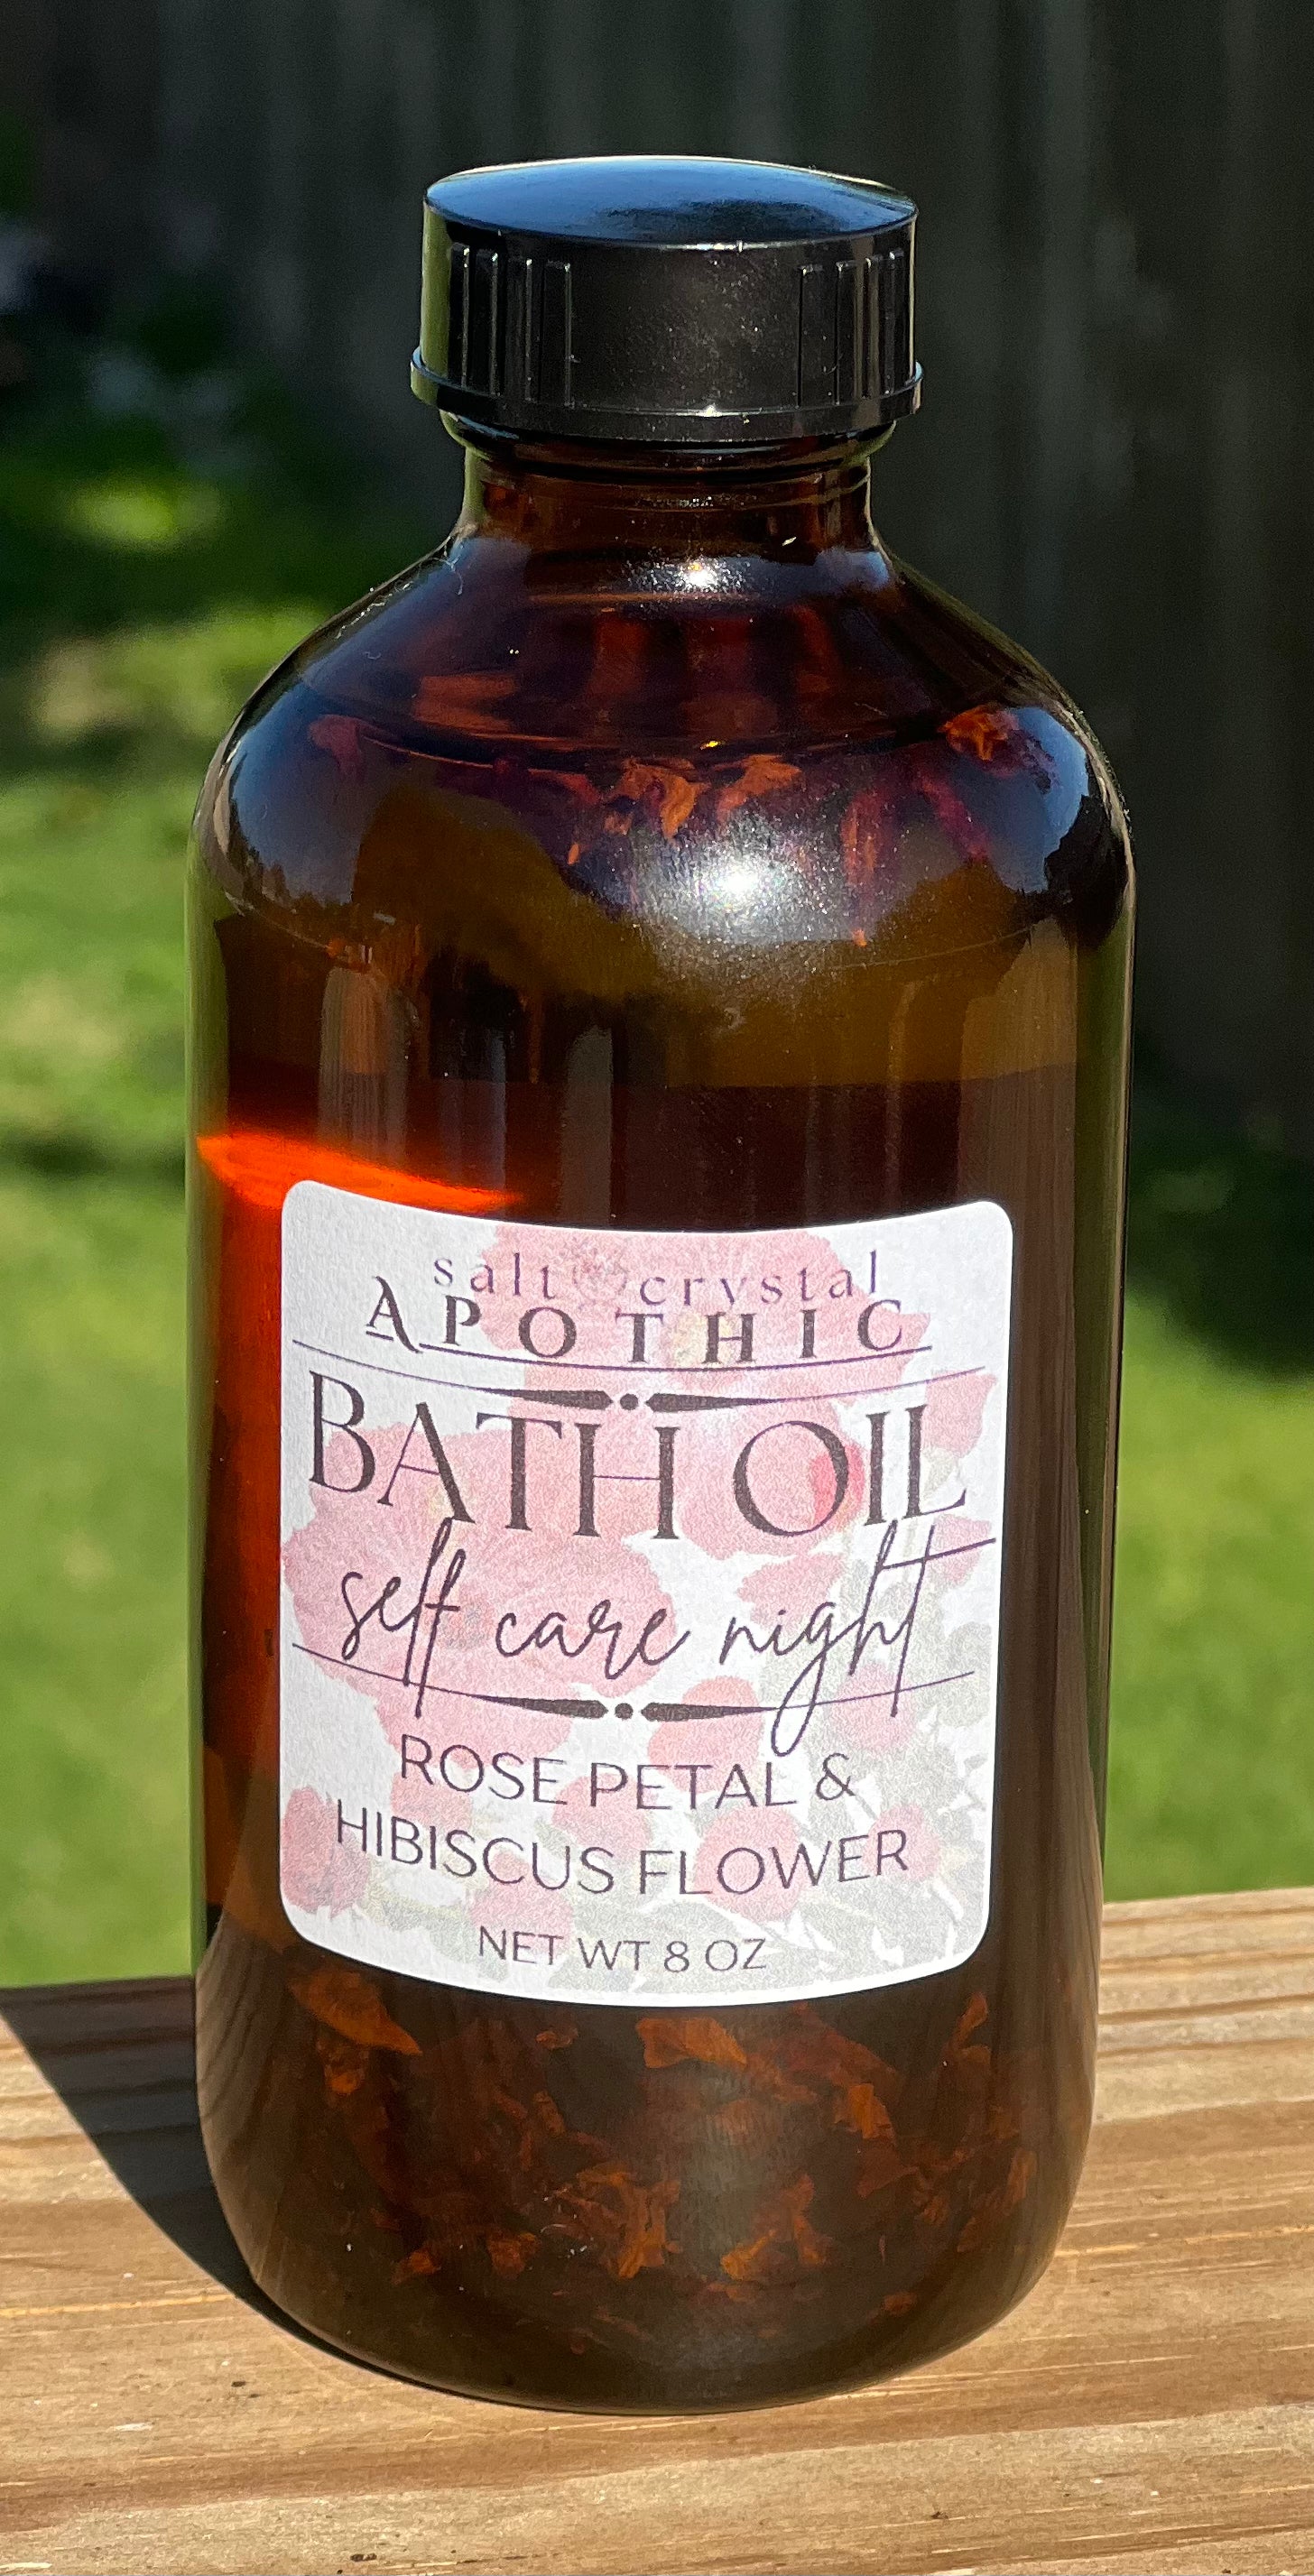 salt crystal
APOTHIC
BATH OIL
self care night
ROSE PETAL &
HIBISCUS FLOWER
NET WT 8 OZ